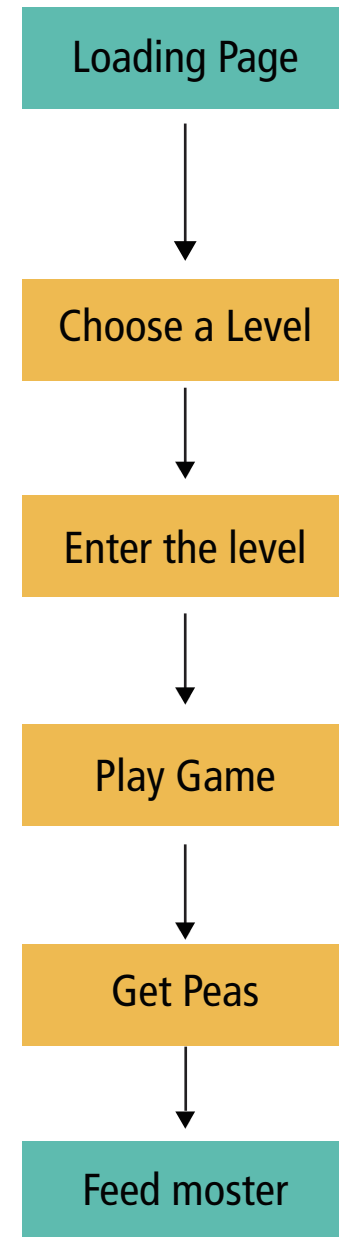 Loading Page
Choose a Level
Enter the level
Play Game
Get Peas
Feed moster